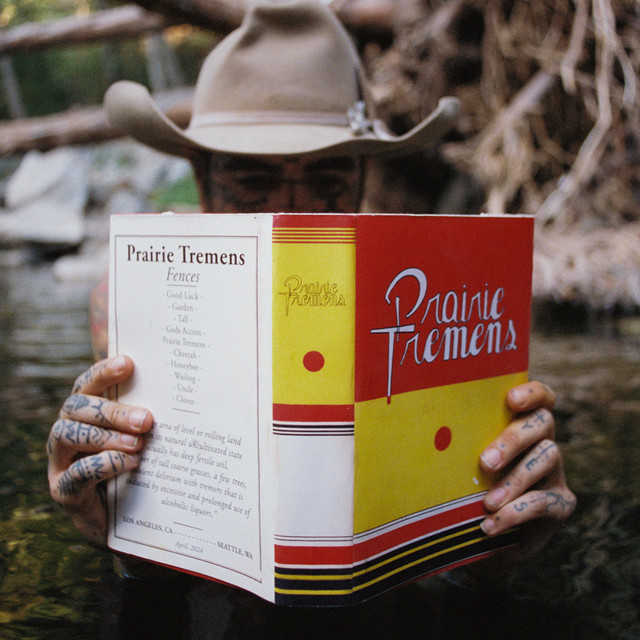 Prairie Tremens
Fences
- Good Luck -
- Garden -
- Tall -
- Gods Accent -
- Prairie Tremens -
- Cheetah -
- Honeybee -
- Wailing -
- Uncle -
- Clover -
area of level or rolling land
natural uncultivated state
usually has deep fertile soil,
of tall coarse grasses, a few trees,
delirium with tremors that is
induced by excessive and prolonged use of
alcoholic liquors."
LOS ANGELES, CA - - - - - - - - - - SEATTLE, WA
April, 2024
Prairie
Tremens
Prairie
Tremens